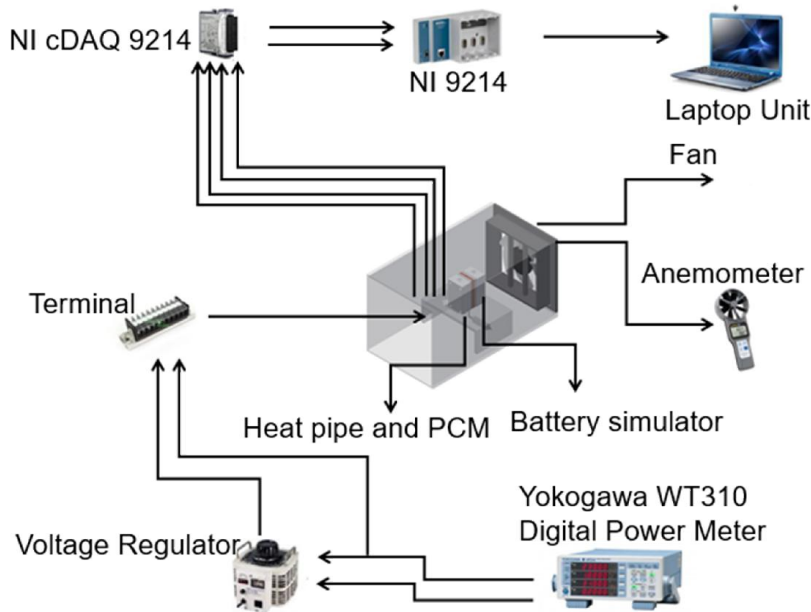 NI cDAQ 9214
NI 9214
Laptop Unit
Fan
Anemometer
Terminal
Heat pipe and PCM
Battery simulator
Yokogawa WT310
Digital Power Meter
Voltage Regulator